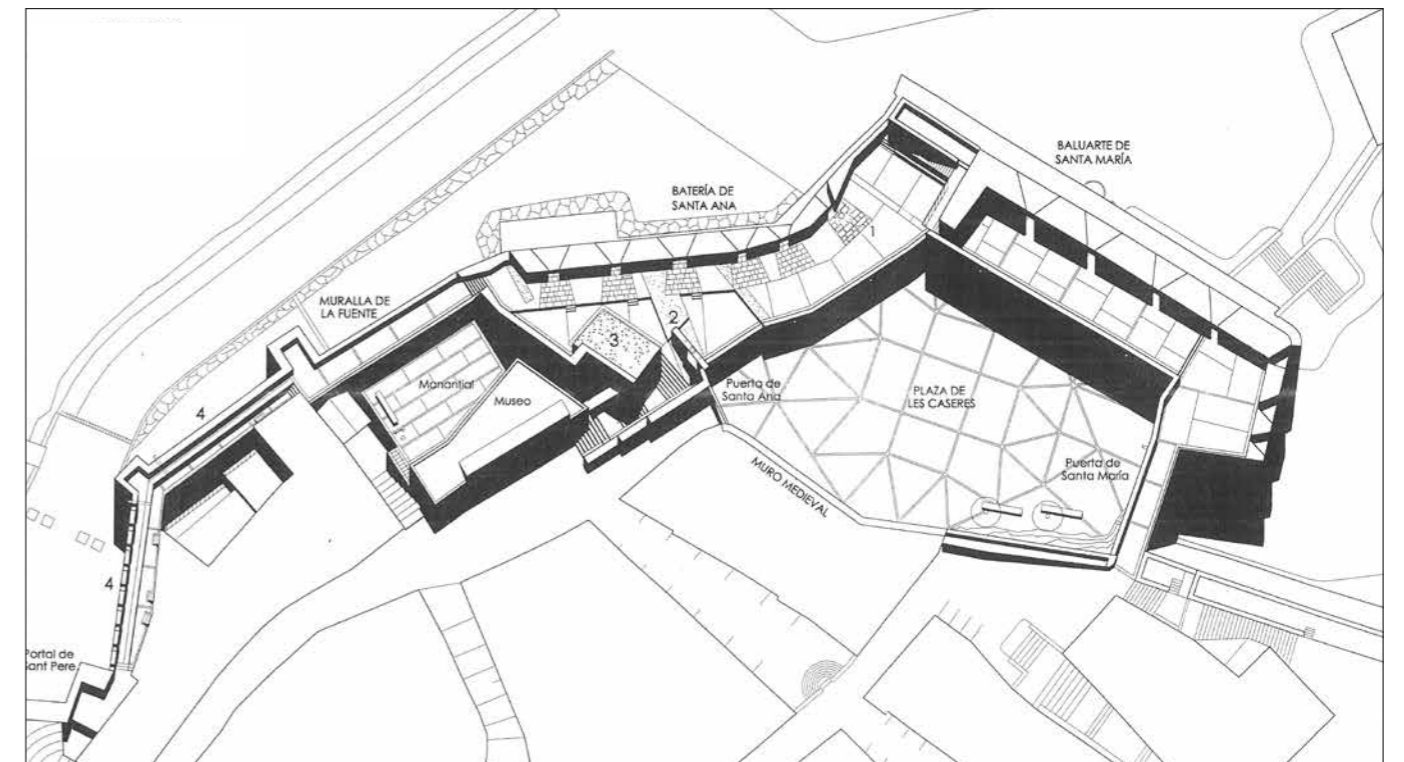 BALUARTE DE
SANTA MARÍA
BATERÍA DE
SANTA ANA
1
MURALLA DE
LA FUENTE
2
3
Manantial
Museo
Puerta de
Santa Ana
PLAZA DE
LES CASERES
4
Puerta de
Santa María
MURO MEDIEVAL
4
Portal de
Sant Pere